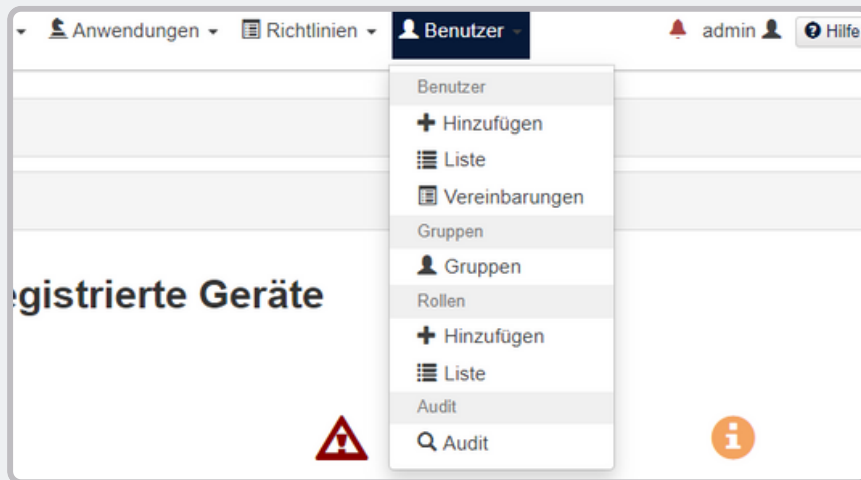 Anwendungen Richtlinien Benutzer admin Hilfe
Benutzer
Hinzufügen
Liste
Vereinbarungen
Gruppen
Gruppen
egistrierte Geräte
Rollen
Hinzufügen
Liste
Audit
Audit